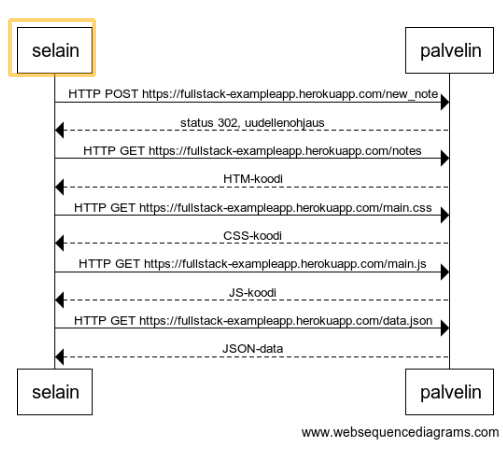 selain palvelin
HTTP POST https://fullstack-exampleapp.herokuapp.com/new_note
status 302, uudellenohjaus
HTTP GET https://fullstack-exampleapp.herokuapp.com/notes
HTM-koodi
HTTP GET https://fullstack-exampleapp.herokuapp.com/main.css
CSS-koodi
HTTP GET https://fullstack-exampleapp.herokuapp.com/main.js
JS-koodi
HTTP GET https://fullstack-exampleapp.herokuapp.com/data.json
JSON-data
selain palvelin
www.websequencediagrams.com